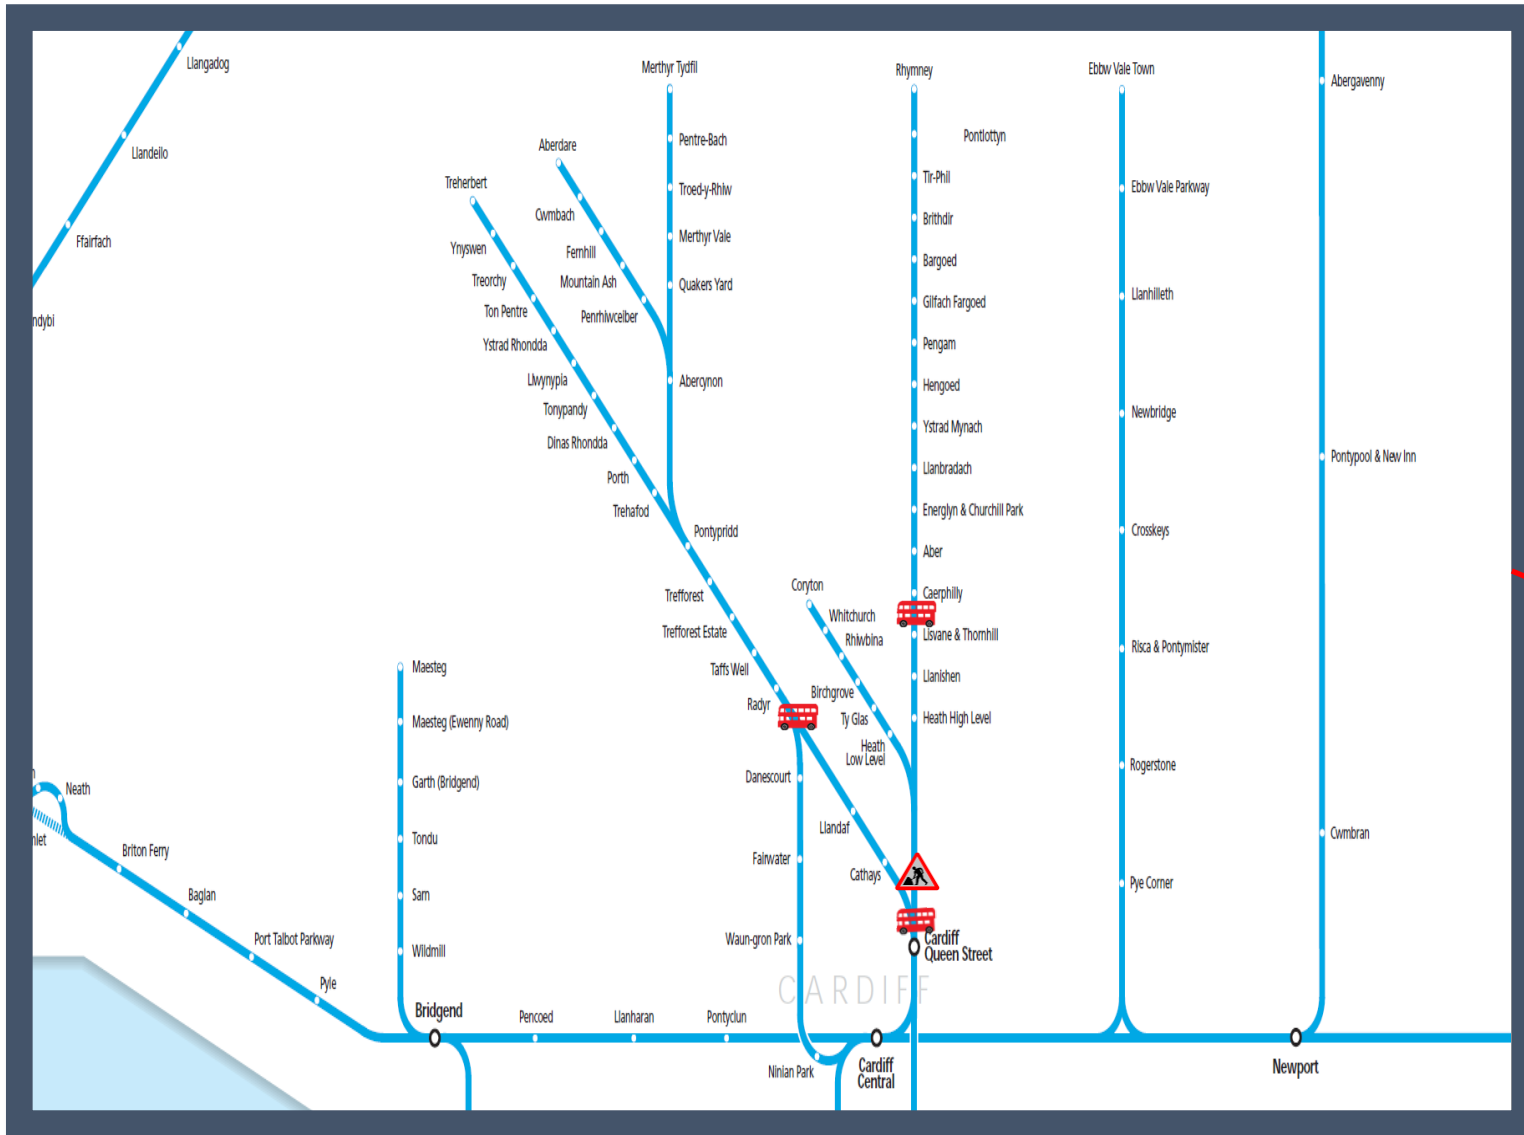 Llangadog
Llandeilo
Ffairfach
ndybi
Neath
Briton Ferry
Baglan
Port Talbot Parkway
Pyle
Maesteg
Maesteg (Ewenny Road)
Garth (Bridgend)
Tondu
Sarn
Wildmill
Bridgend
Pencoed
Llanharan
Pontyclun
Treherbert
Ynyswen
Treorchy
Ton Pentre
Ystrad Rhondda
Llwynypia
Tonypandy
Dinas Rhondda
Porth
Trehafod
Aberdare
Cwmbach
Fernhill
Mountain Ash
Penrhiwceiber
Merthyr Tydfil
Pentre-Bach
Troed-y-Rhiw
Merthyr Vale
Quakers Yard
Abercynon
Pontypridd
Trefforest
Trefforest Estate
Taffs Well
Radyr
Danescourt
Fairwater
Waun-gron Park
Ninian Park
Llandaf
Cathays
Coryton
Whitchurch
Rhiwbina
Birchgrove
Ty Glas
Heath
Low Level
Rhymney
Pontlottyn
Tir-Phil
Brithdir
Bargoed
Gilfach Fargoed
Pengam
Hengoed
Ystrad Mynach
Llanbradach
Energlyn & Churchill Park
Aber
Caerphilly
Lisvane & Thornhill
Llanishen
Heath High Level
Cardiff
Queen Street
CARDIFF
Cardiff
Central
Ebbw Vale Town
Ebbw Vale Parkway
Llanhilleth
Newbridge
Crosskeys
Risca & Pontymister
Rogerstone
Pye Corner
Abergavenny
Pontypool & New Inn
Cwmbran
Newport